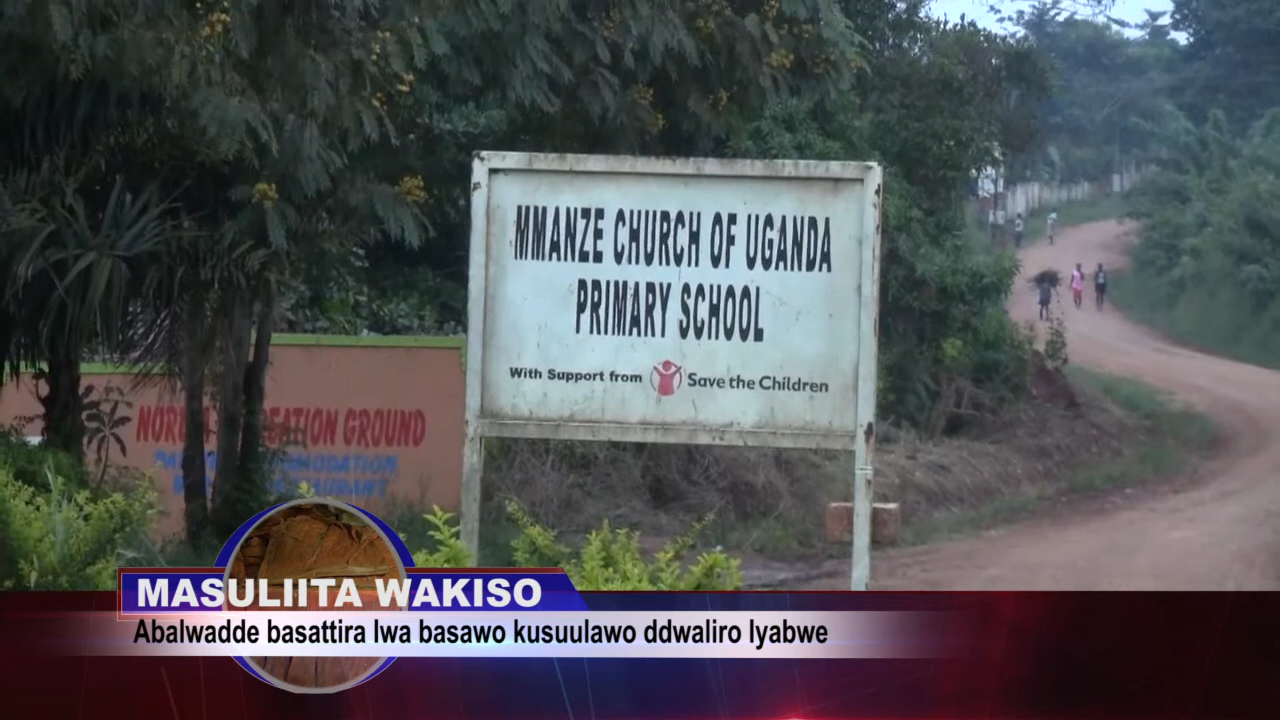 MMANZE CHURCH OF UGANDA
PRIMARY SCHOOL
With Support from Save the Children
GROUND
MASULIITA WAKISO
Abalwadde basattira lwa basawo kusuulawo ddwaliro lyabwe